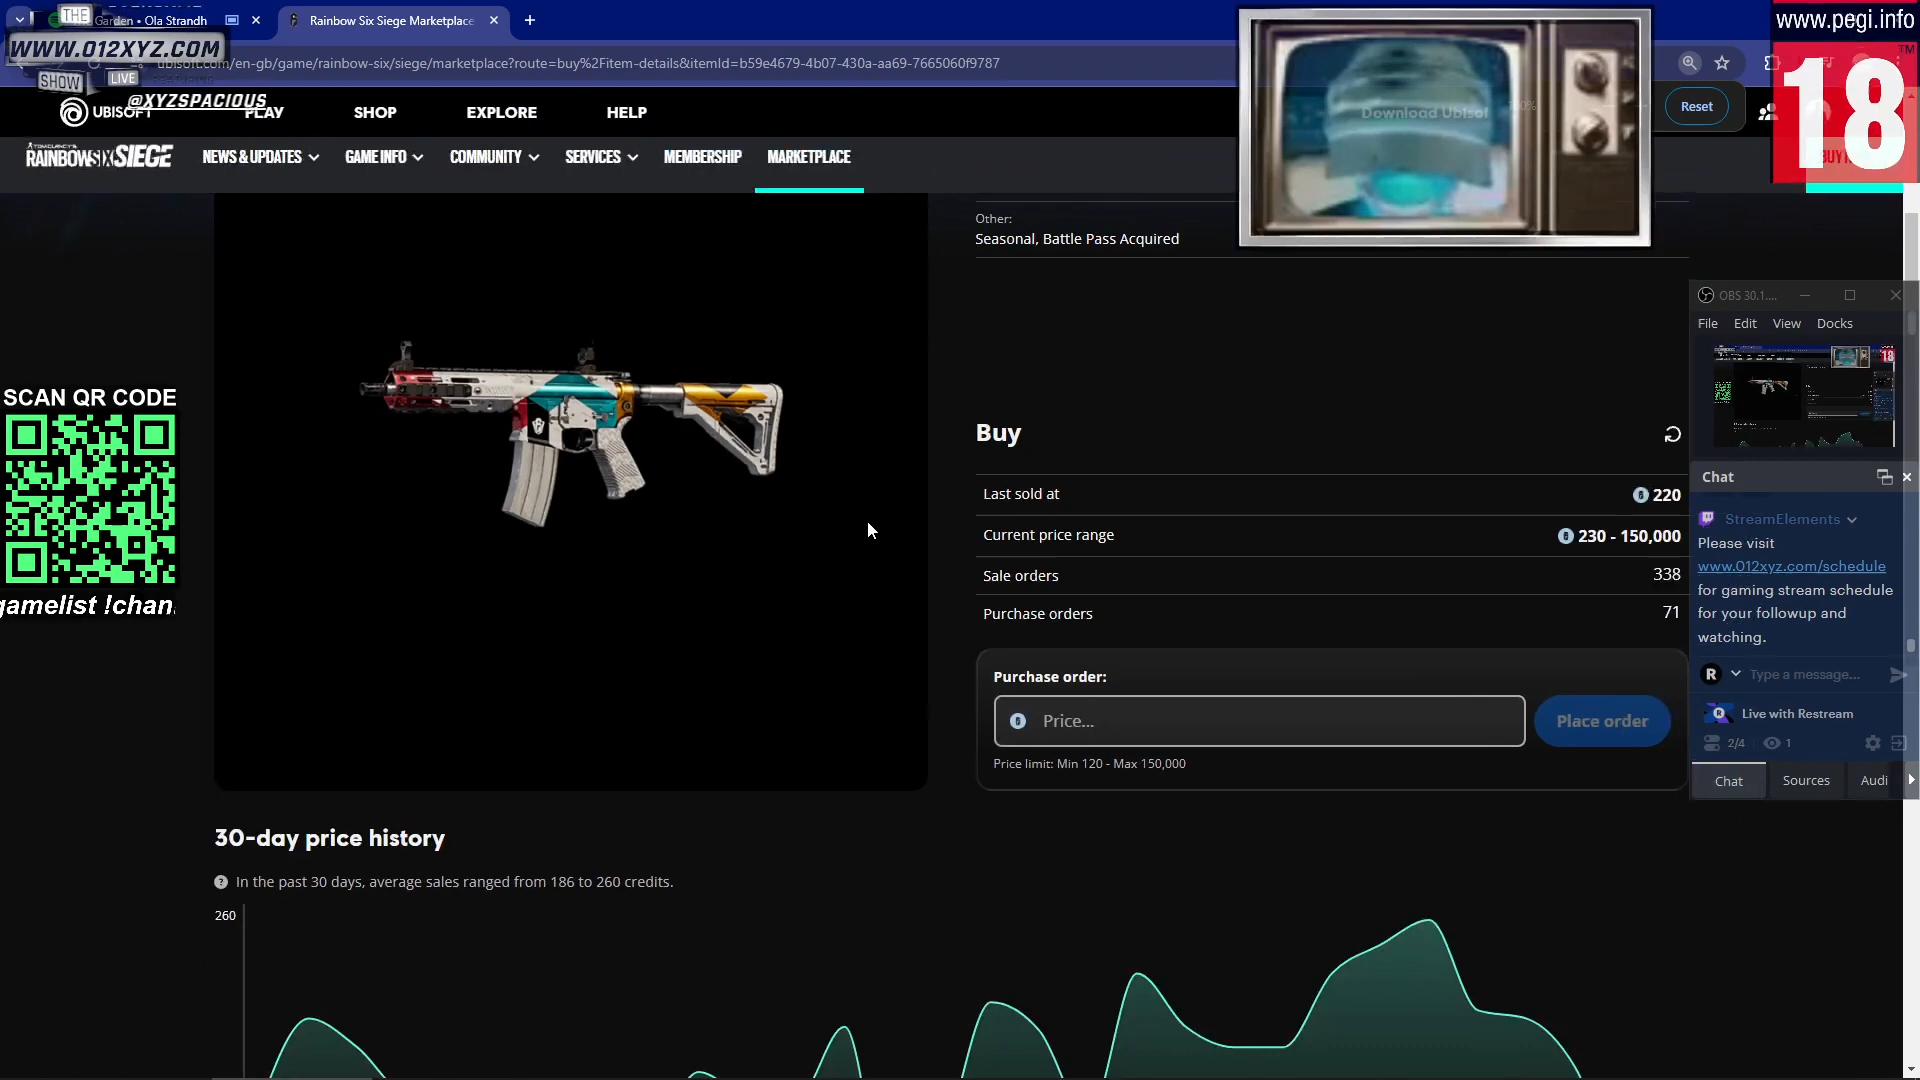 Garden • Ola Strandh
Rainbow Six Siege Marketplace
THE
WWW.012XYZ.COM
SHOW
LIVE
@XYZSPACIOUS
ubisoft.com/en-gb/game/rainbow-six/siege/marketplace?route=buy%2Fitem-details&itemId=b59e4679-4b07-430a-aa69-7665060f9787
www.pegi.info
18
TM
UBISOFT
PLAY
SHOP
EXPLORE
HELP
Download Ubisof
Reset
TOM CLANCY'S
RAINBOW SIX SIEGE
NEWS & UPDATES
GAME INFO
COMMUNITY
SERVICES
MEMBERSHIP
MARKETPLACE
Other:
Seasonal, Battle Pass Acquired
Buy
Last sold at
220
Current price range
230 - 150,000
Sale orders
338
Purchase orders
71
Purchase order:
Price...
Place order
Price limit: Min 120 - Max 150,000
SCAN QR CODE
gamelist !chan
OBS 30.1....
File
Edit
View
Docks
Chat
StreamElements
Please visit
www.012xyz.com/schedule
for gaming stream schedule
for your followup and
watching.
R
Type a message...
Live with Restream
2/4
1
Chat
Sources
Audi
30-day price history
In the past 30 days, average sales ranged from 186 to 260 credits.
260